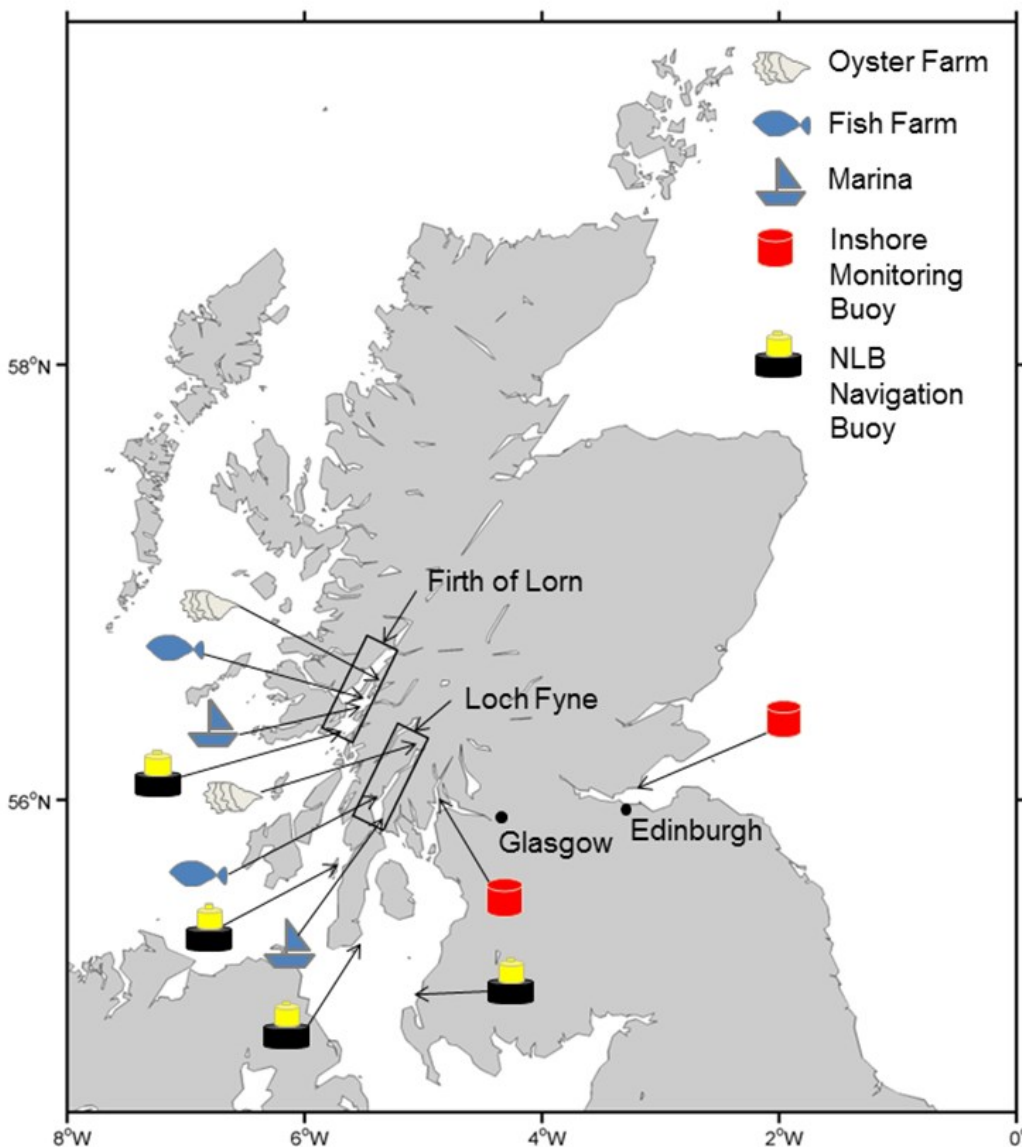 Oyster Farm
Fish Farm
Marina
Inshore
Monitoring
Buoy
58°N
NLB
Navigation
Buoy
Firth of Lorn
Loch Fyne
56°N
Glasgow
Edinburgh
8°W
6°W
4°W
2°W
0°